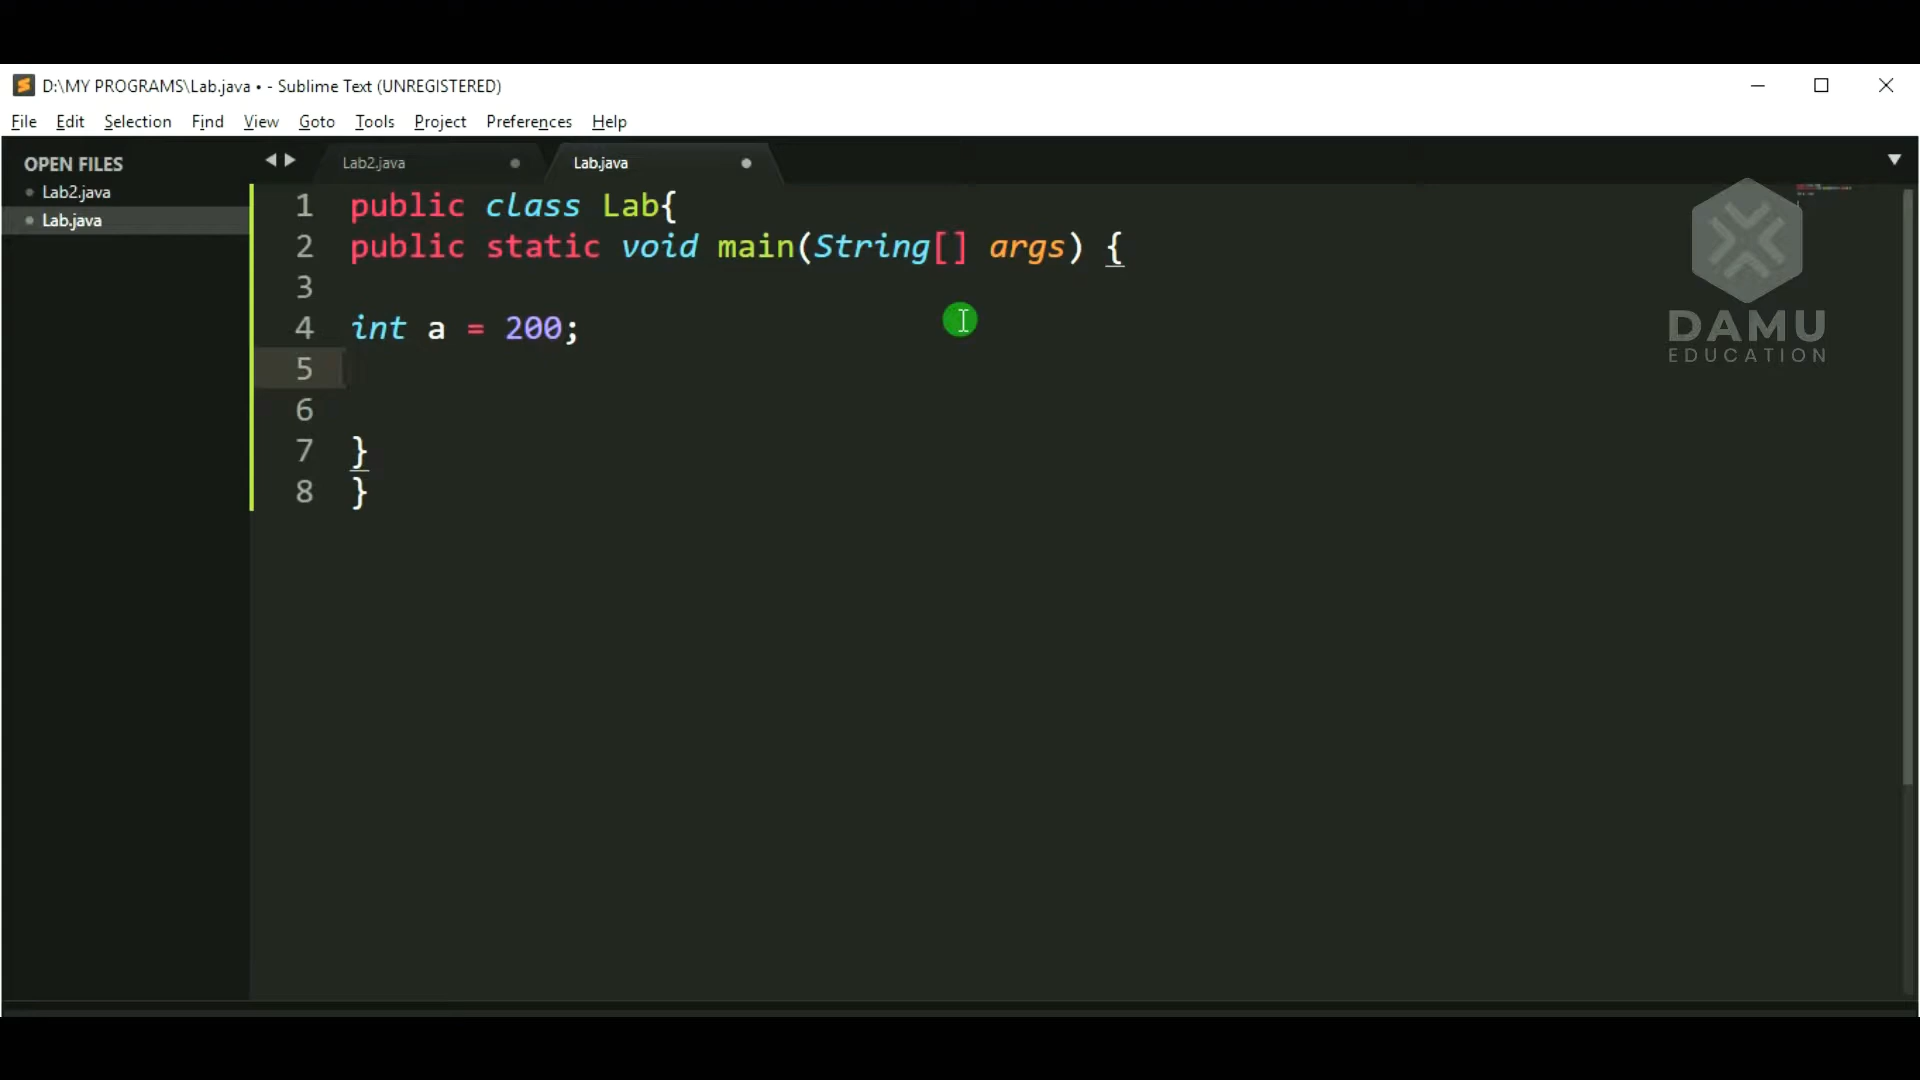 D:\MY PROGRAMS\Lab.java • - Sublime Text (UNREGISTERED)
File Edit Selection Find View Goto Tools Project Preferences Help
OPEN FILES
Lab2.java
Lab.java
Lab2.java
Lab.java
1 public class Lab{
2 public static void main(String[] args) {
3
4 int a = 200;
5
6
7 }
8 }
DAMU
EDUCATION